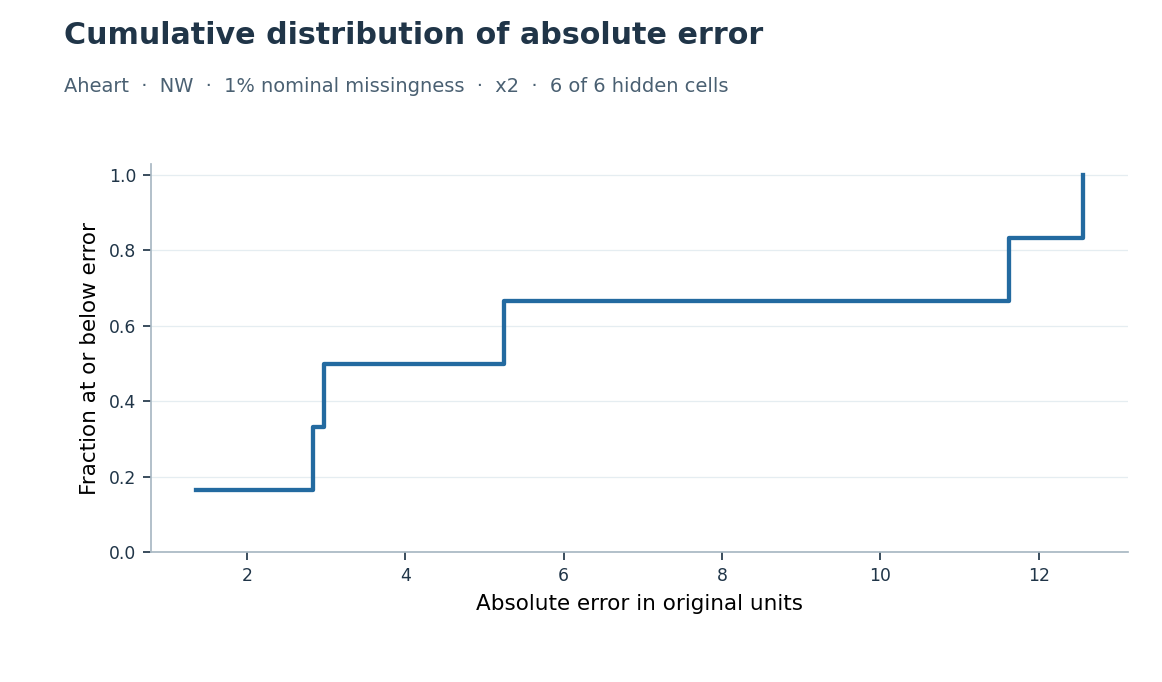 Cumulative distribution of absolute error
Aheart · NW · 1% nominal missingness · x2 · 6 of 6 hidden cells
Fraction at or below error
1.0
0.8
0.6
0.4
0.2
0.0
2 4 6 8 10 12
Absolute error in original units